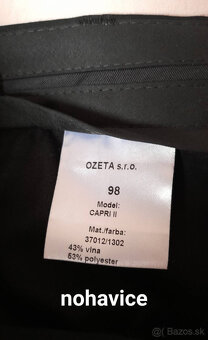 OZETA s.r.o.
98
Model:
CAPRI II
Mat./farba:
37012/1302
43% vlna
53% polyester
nohavice
@( Bazos.sk